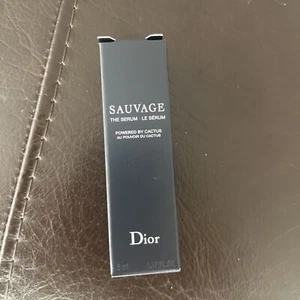 SAUVAGE
THE SERUM · LE SÉRUM
POWERED BY CACTUS
AU POUVOIR DU CACTUS
Dior